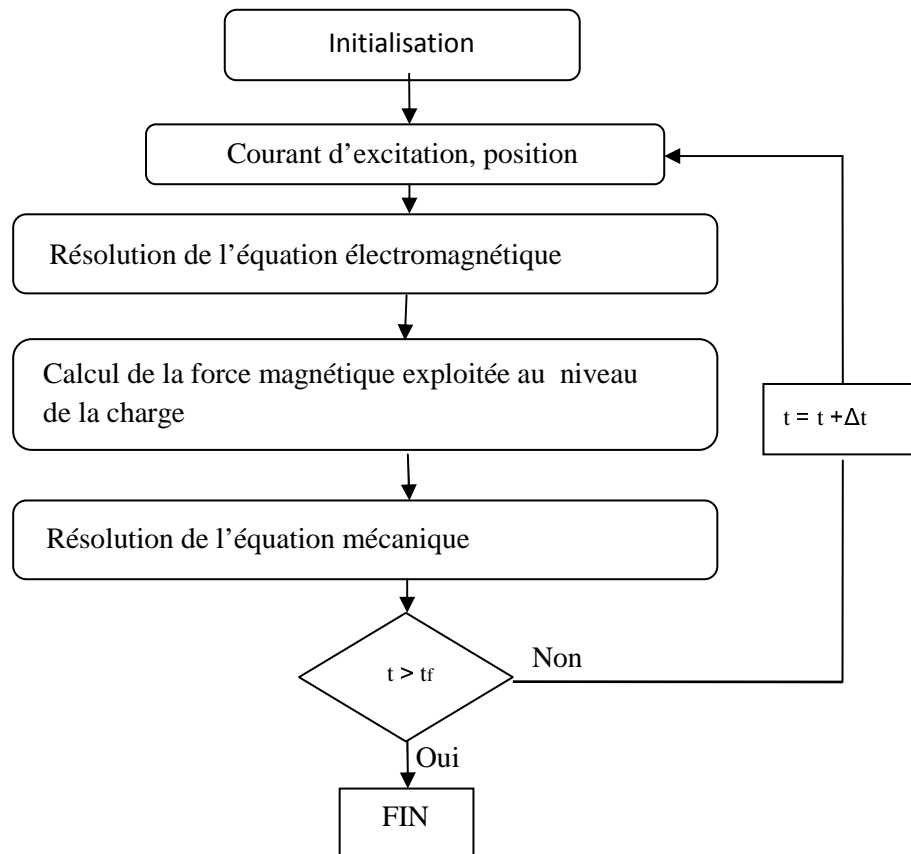 Initialisation
Courant d’excitation, position
Résolution de l’équation électromagnétique
Calcul de la force magnétique exploitée au niveau
de la charge
t = t +Δt
Résolution de l’équation mécanique
t > tf
Non
Oui
FIN